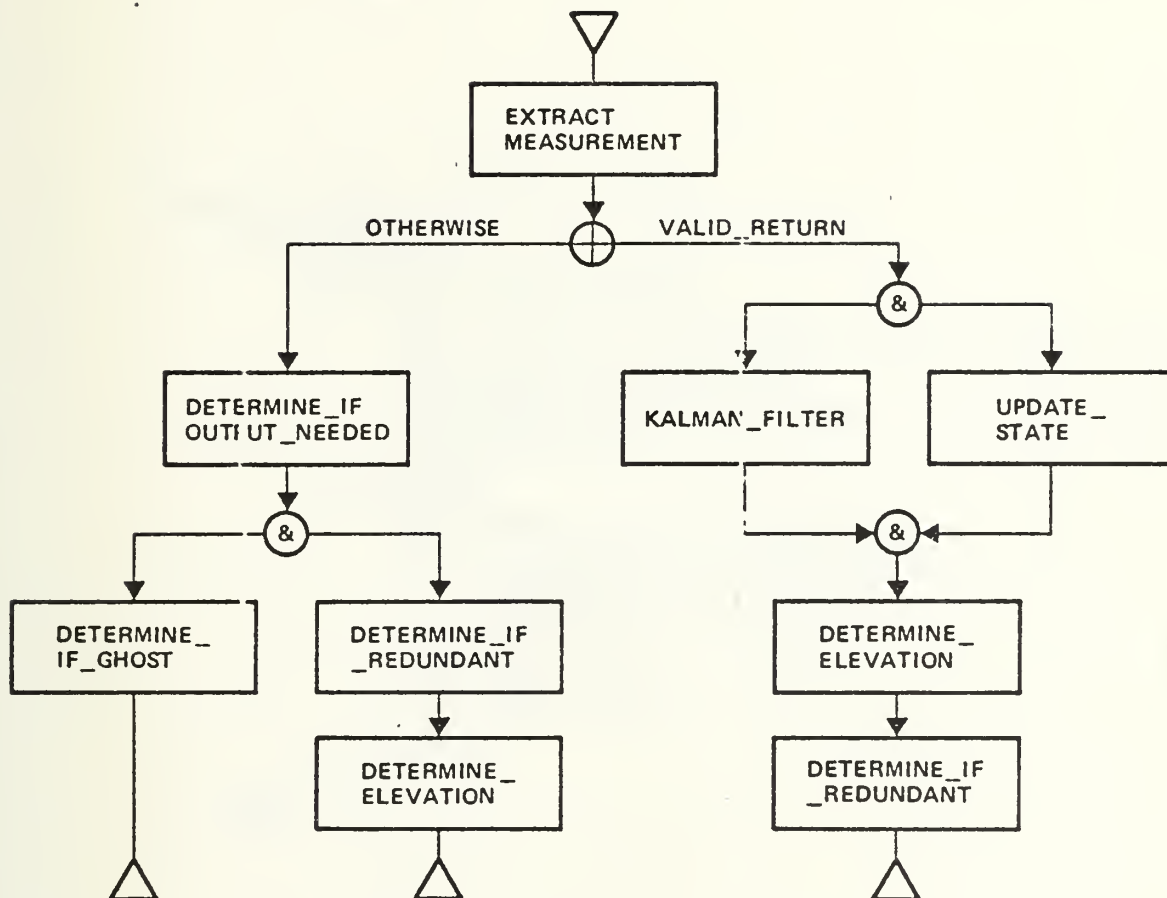 EXTRACT
MEASUREMENT
OTHERWISE
VALID_RETURN
&
DETERMINE_IF
OUTPUT_NEEDED
KALMAN_FILTER
UPDATE_
STATE
&
&
DETERMINE_
IF_GHOST
DETERMINE_IF
_REDUNDANT
DETERMINE_
ELEVATION
DETERMINE_
ELEVATION
DETERMINE_IF
_REDUNDANT